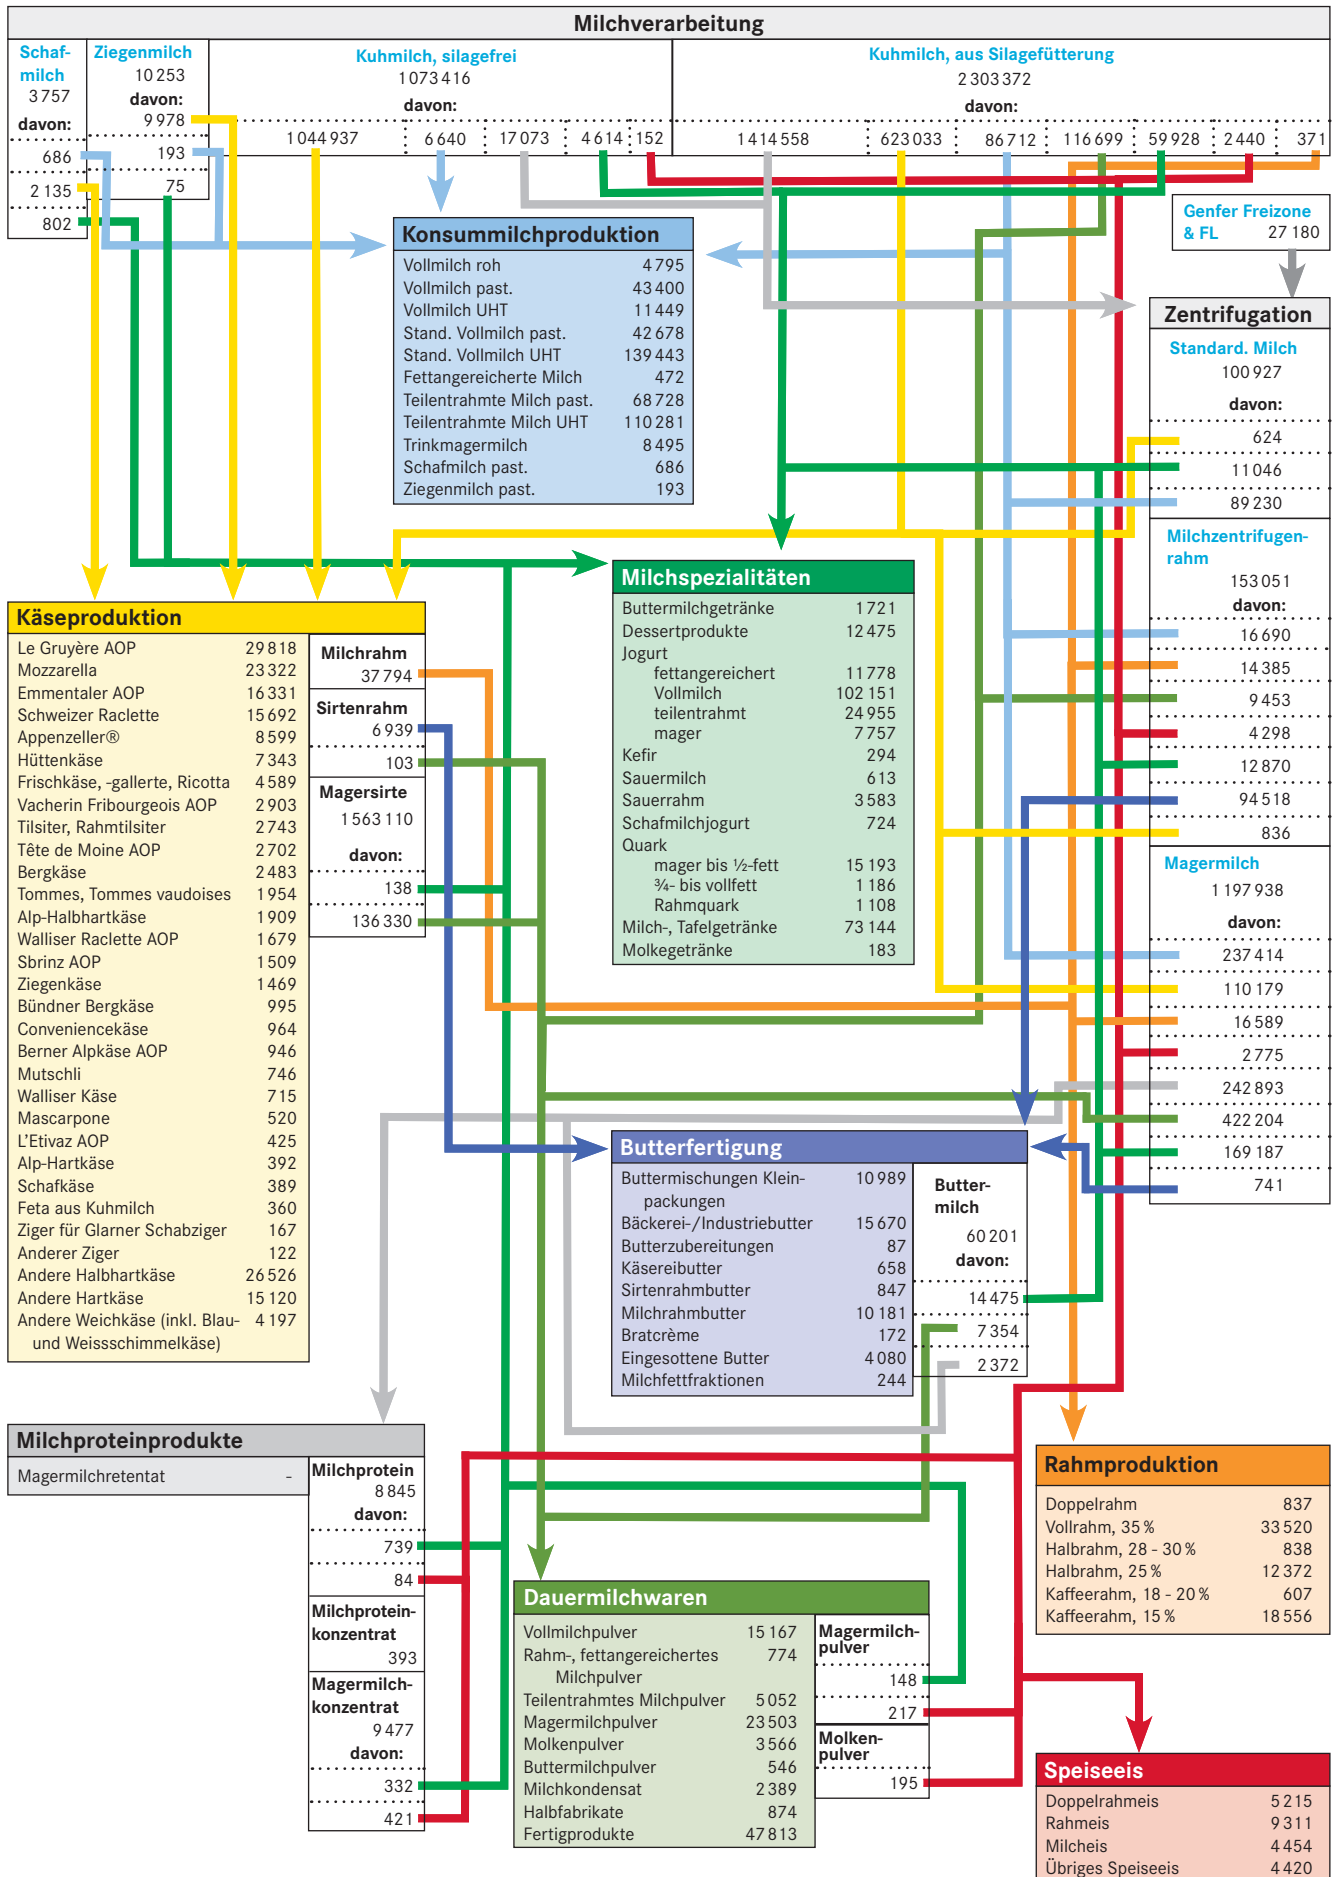 Milchverarbeitung
Schaf-
milch
3 757
davon:
686
2 135
802
Ziegenmilch
10 253
davon:
9 978
193
75
Kuhmilch, silagefrei
1 073 416
davon:
1 044 937 6 640 17 073 4 614 152
Kuhmilch, aus Silagefütterung
2 303 372
davon:
1 414 558 623 033 86 712 116 699 59 928 2 440 371
Genfer Freizone
& FL 27 180
Konsummilchproduktion
Vollmilch roh 4 795
Vollmilch past. 43 400
Vollmilch UHT 11 449
Stand. Vollmilch past. 42 678
Stand. Vollmilch UHT 139 443
Fettangereicherte Milch 472
Teilentrahmte Milch past. 68 728
Teilentrahmte Milch UHT 110 281
Trinkmagermilch 8 495
Schafmilch past. 686
Ziegenmilch past. 193
Zentrifugation
Standard. Milch
100 927
davon:
624
11 046
89 230
Milchzentrifugen-
rahm
153 051
davon:
16 690
14 385
9 453
4 298
12 870
94 518
836
Magermilch
1 197 938
davon:
237 414
110 179
16 589
2 775
242 893
422 204
169 187
741
Milchspezialitäten
Buttermilchgetränke 1 721
Dessertprodukte 12 475
Jogurt
fettangereichert 11 778
Vollmilch 102 151
teilentrahmt 24 955
mager 7 757
Kefir 294
Sauermilch 613
Sauerrahm 3 583
Schafmilchjogurt 724
Quark
mager bis ½-fett 15 193
¾- bis vollfett 1 186
Rahmquark 1 108
Milch-, Tafelgetränke 73 144
Molkegetränke 183
Käseproduktion
Le Gruyère AOP 29 818
Mozzarella 23 322
Emmentaler AOP 16 331
Schweizer Raclette 15 692
Appenzeller® 8 599
Hüttenkäse 7 343
Frischkäse, -gallerte, Ricotta 4 589
Vacherin Fribourgeois AOP 2 903
Tilsiter, Rahmtilsiter 2 743
Tête de Moine AOP 2 702
Bergkäse 2 483
Tommes, Tommes vaudoises 1 954
Alp-Halbhartkäse 1 909
Walliser Raclette AOP 1 679
Sbrinz AOP 1 509
Ziegenkäse 1 469
Bündner Bergkäse 995
Conveniencekäse 964
Berner Alpkäse AOP 946
Mutschli 746
Walliser Käse 715
Mascarpone 520
L'Etivaz AOP 425
Alp-Hartkäse 392
Schafkäse 389
Feta aus Kuhmilch 360
Ziger für Glarner Schabziger 167
Anderer Ziger 122
Andere Halbhartkäse 26 526
Andere Hartkäse 15 120
Andere Weichkäse (inkl. Blau- 4 197
und Weissschimmelkäse)
Milchrahm
37 794
Sirtenrahm
6 939
103
Magersirte
1 563 110
davon:
138
136 330
Butterfertigung
Buttermischungen Klein- 10 989
packungen
Bäckerei-/Industriebutter 15 670
Butterzubereitungen 87
Käsereibutter 658
Sirtenrahmbutter 847
Milchrahmbutter 10 181
Bratcrème 172
Eingesottene Butter 4 080
Milchfettfraktionen 244
Butter-
milch
60 201
davon:
14 475
7 354
2 372
Milchproteinprodukte
Magermilchretentat -
Milchprotein
8 845
davon:
739
84
Milchprotein-
konzentrat
393
Magermilch-
konzentrat
9 477
davon:
332
421
Dauermilchwaren
Vollmilchpulver 15 167
Rahm-, fettangereichertes 774
Milchpulver
Teilentrahmtes Milchpulver 5 052
Magermilchpulver 23 503
Molkenpulver 3 566
Buttermilchpulver 546
Milchkondensat 2 389
Halbfabrikate 874
Fertigprodukte 47 813
Magermilch-
pulver
148
217
Molken-
pulver
195
Rahmproduktion
Doppelrahm 837
Vollrahm, 35 % 33 520
Halbrahm, 28 - 30 % 838
Halbrahm, 25 % 12 372
Kaffeerahm, 18 - 20 % 607
Kaffeerahm, 15 % 18 556
Speiseeis
Doppelrahmeis 5 215
Rahmeis 9 311
Milcheis 4 454
Übriges Speiseeis 4 420